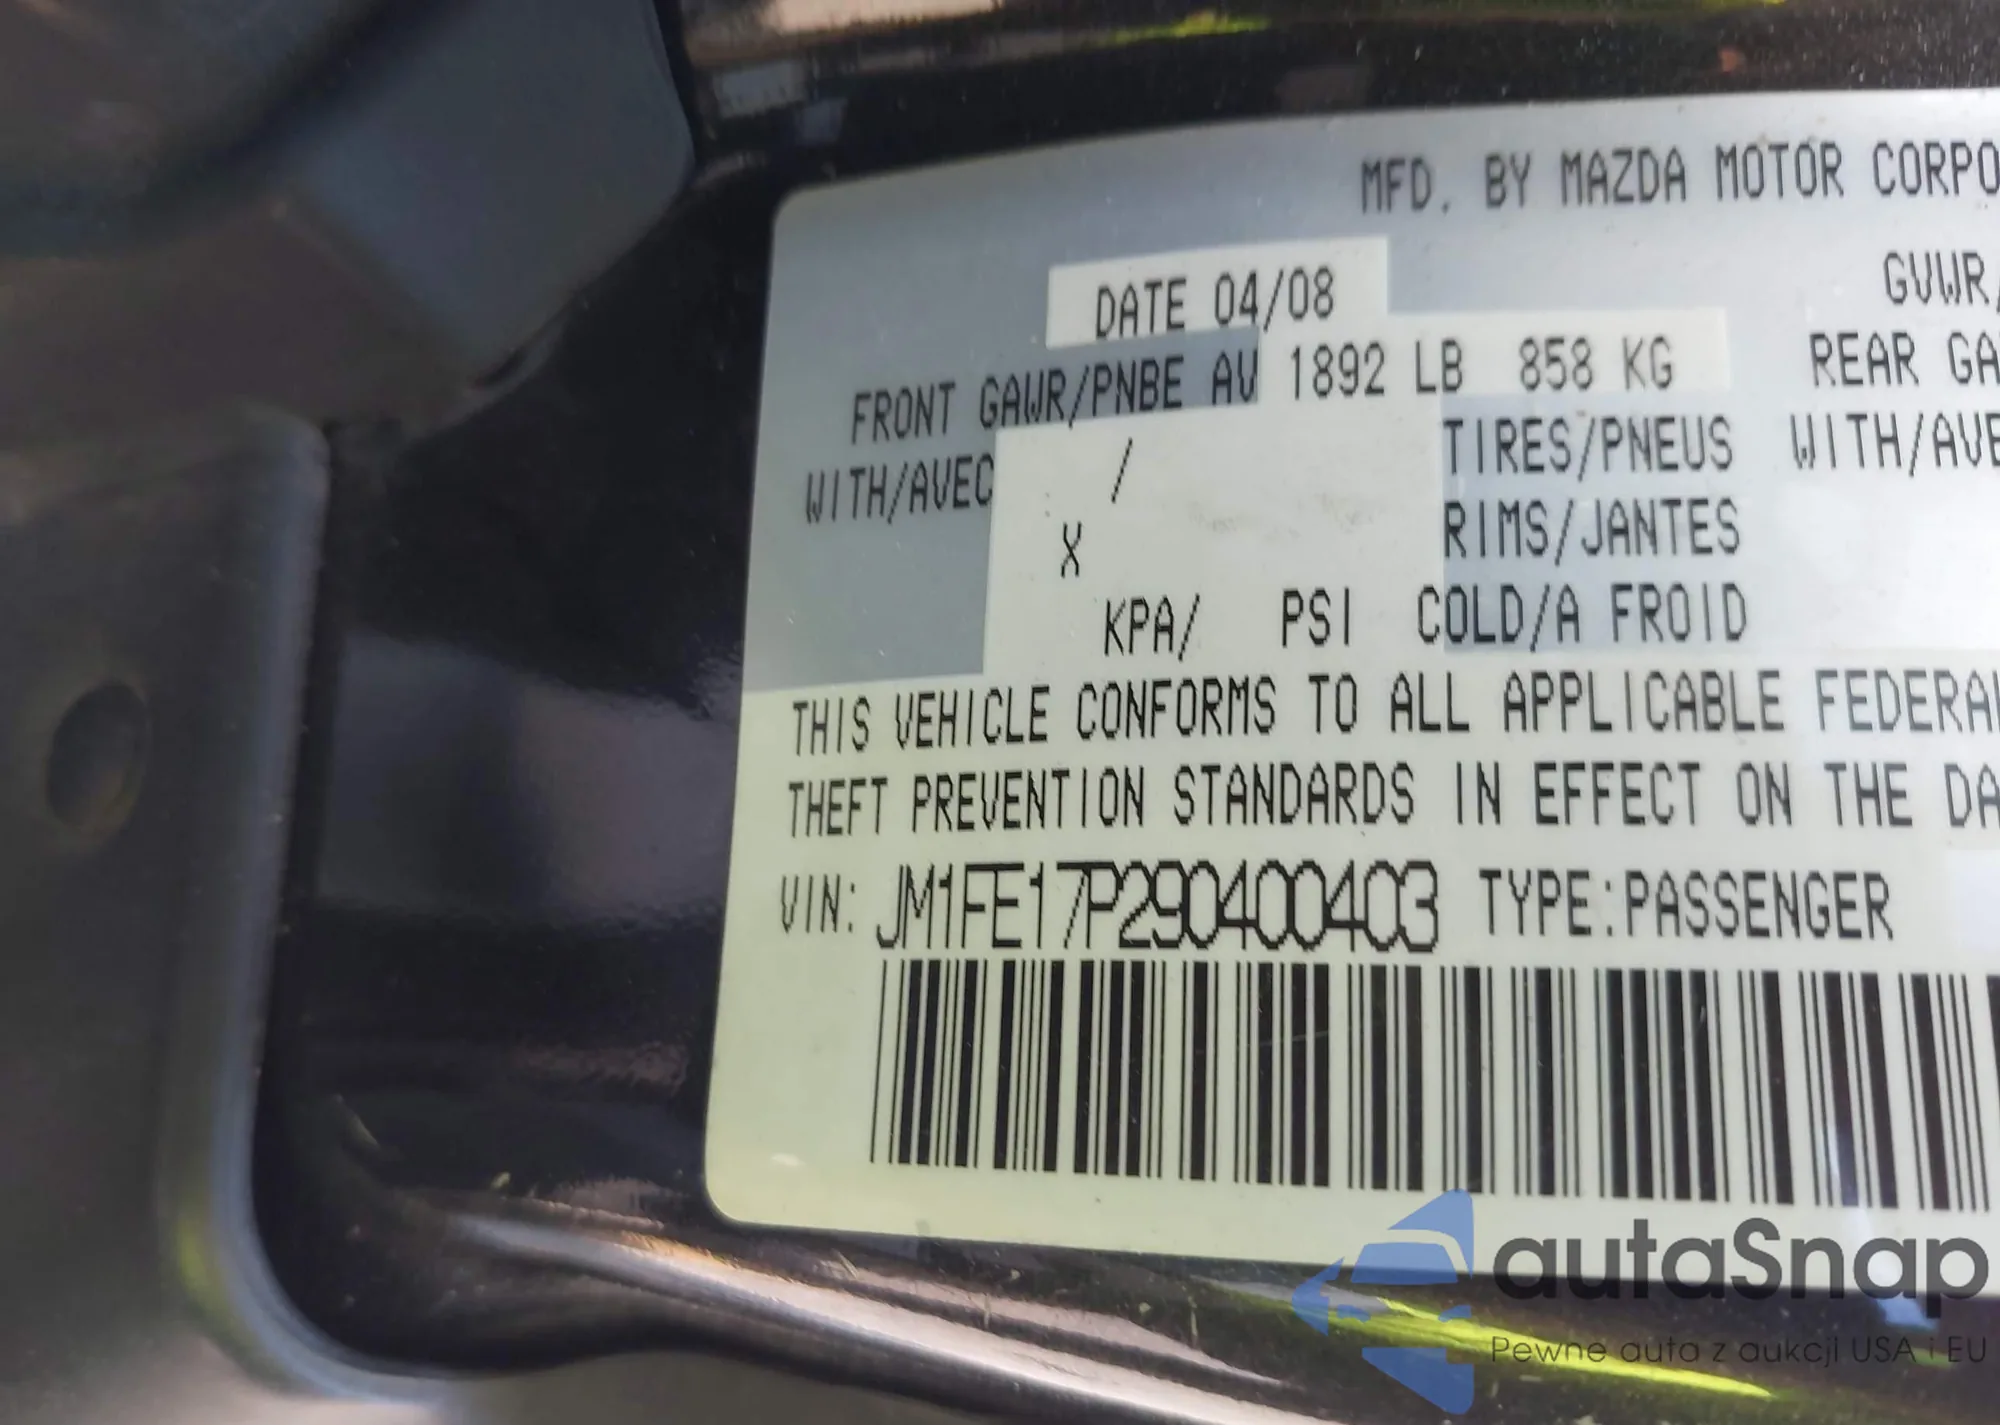 MFD. BY MAZDA MOTOR CORPO
DATE 04/08
GVWR/
FRONT GAWR/PNBE AV 1892 LB 858 KG
REAR GA
WITH/AVEC / TIRES/PNEUS WITH/AVE
X RIMS/JANTES
KPA/ PSI COLD/A FROID
THIS VEHICLE CONFORMS TO ALL APPLICABLE FEDERAL
THEFT PREVENTION STANDARDS IN EFFECT ON THE DA
VIN: JM1FE17P290400403 TYPE:PASSENGER
autaSnap
Pewne auta z aukcji USA i EU